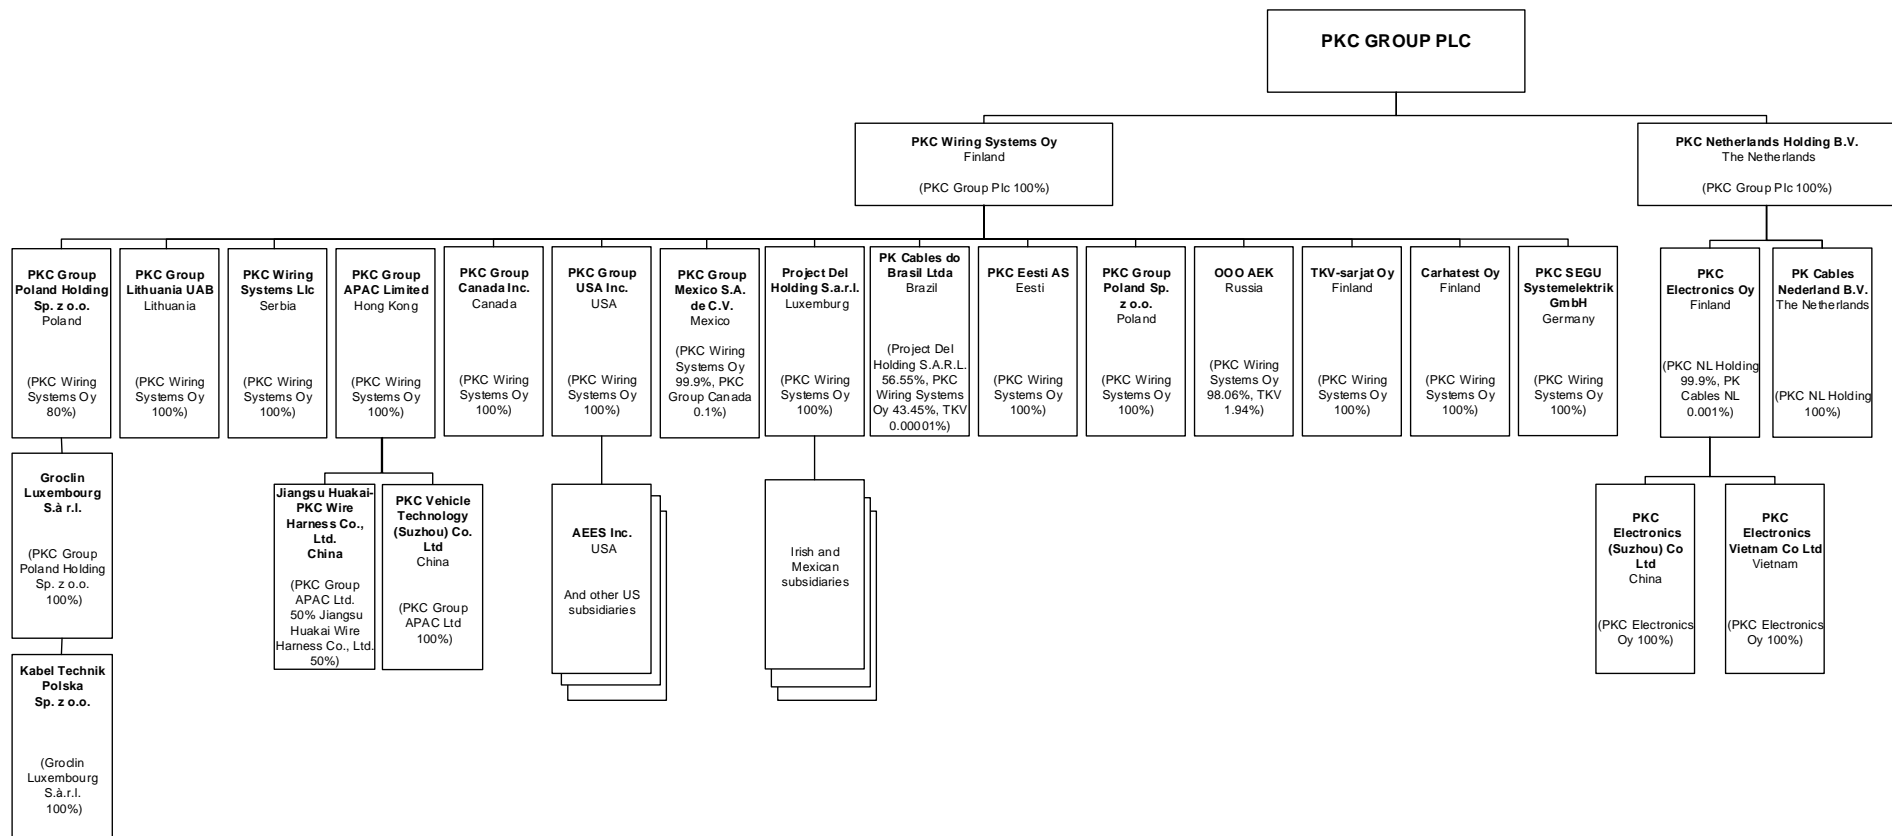 PKC GROUP PLC
PKC Wiring Systems Oy
Finland
(PKC Group Plc 100%)
PKC Netherlands Holding B.V.
The Netherlands
(PKC Group Plc 100%)
PKC Group
Poland Holding
Sp. z o.o.
Poland
(PKC Wiring
Systems Oy
80%)
PKC Group
Lithuania UAB
Lithuania
(PKC Wiring
Systems Oy
100%)
PKC Wiring
Systems Llc
Serbia
(PKC Wiring
Systems Oy
100%)
PKC Group
APAC Limited
Hong Kong
(PKC Wiring
Systems Oy
100%)
PKC Group
Canada Inc.
Canada
(PKC Wiring
Systems Oy
100%)
PKC Group
USA Inc.
USA
(PKC Wiring
Systems Oy
100%)
PKC Group
Mexico S.A.
de C.V.
Mexico
(PKC Wiring
Systems Oy
99.9%, PKC
Group Canada
0.1%)
Project Del
Holding S.a.r.l.
Luxemburg
(PKC Wiring
Systems Oy
100%)
PK Cables do
Brasil Ltda
Brazil
(Project Del
Holding S.A.R.L.
56.55%, PKC
Wiring Systems
Oy 43.45%, TKV
0.00001%)
PKC Eesti AS
Eesti
(PKC Wiring
Systems Oy
100%)
PKC Group
Poland Sp.
z o.o.
Poland
(PKC Wiring
Systems Oy
100%)
OOO AEK
Russia
(PKC Wiring
Systems Oy
98.06%, TKV
1.94%)
TKV-sarjat Oy
Finland
(PKC Wiring
Systems Oy
100%)
Carhatest Oy
Finland
(PKC Wiring
Systems Oy
100%)
PKC SEGU
Systemelektrik
GmbH
Germany
(PKC Wiring
Systems Oy
100%)
PKC
Electronics Oy
Finland
(PKC NL Holding
99.9%, PK
Cables NL
0.001%)
PK Cables
Nederland B.V.
The Netherlands
(PKC NL Holding
100%)
Groclin
Luxembourg
S.à r.l.
(PKC Group
Poland Holding
Sp. z o.o.
100%)
Jiangsu Huakai-
PKC Wire
Harness Co.,
Ltd.
China
(PKC Group
APAC Ltd.
50% Jiangsu
Huakai Wire
Harness Co., Ltd.
50%)
PKC Vehicle
Technology
(Suzhou) Co.
Ltd
China
(PKC Group
APAC Ltd
100%)
AEES Inc.
USA
And other US
subsidiaries
Irish and
Mexican
subsidiaries
PKC
Electronics
(Suzhou) Co
Ltd
China
(PKC Electronics
Oy 100%)
PKC
Electronics
Vietnam Co Ltd
Vietnam
(PKC Electronics
Oy 100%)
Kabel Technik
Polska
Sp. z o.o.
(Groclin
Luxembourg
S.à.r.l.
100%)